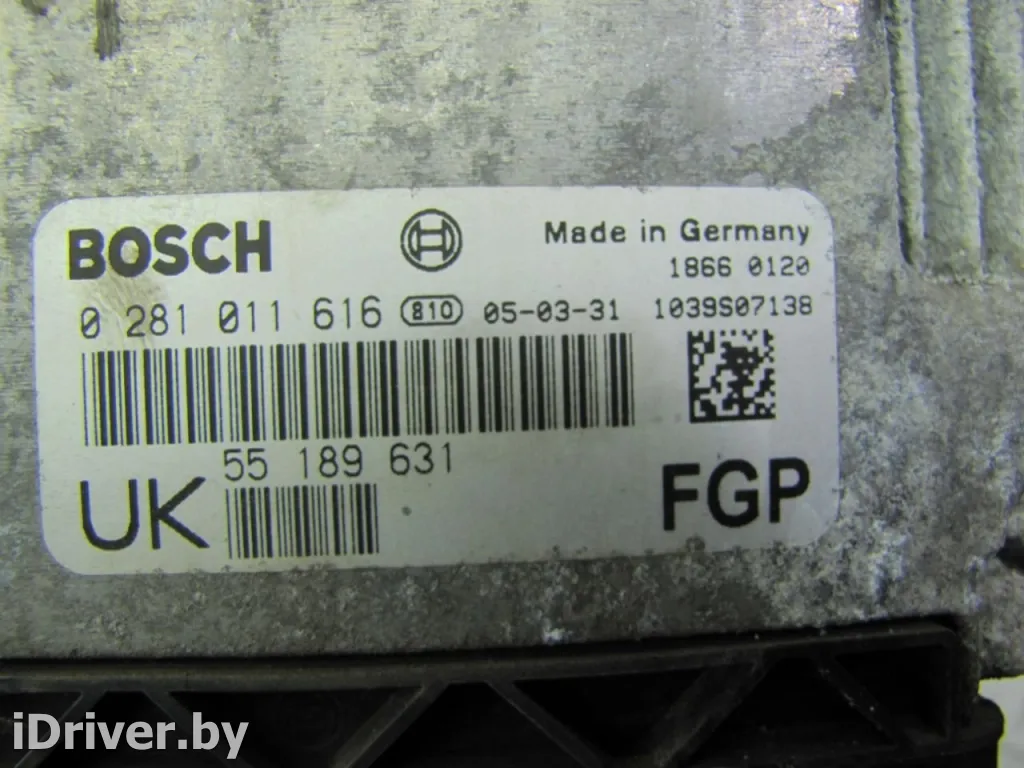 BOSCH
Made in Germany
1866 0120
0 281 011 616 810 05-03-31 1039S07138
55 189 631
UK
FGP
iDriver.by